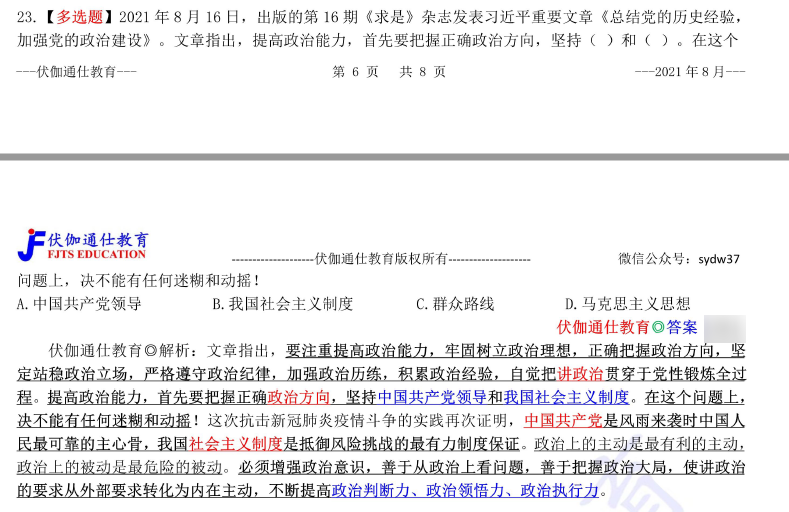 23.【多选题】2021 年 8 月 16 日，出版的第 16 期《求是》杂志发表习近平重要文章《总结党的历史经验，
加强党的政治建设》。文章指出，提高政治能力，首先要把握正确政治方向，坚持（ ）和（ ）。在这个
---伏伽通仕教育---
第 6 页 共 8 页
---2021 年 8 月---
伏伽通仕教育
FJTS EDUCATION
--------------------伏伽通仕教育版权所有--------------------
微信公众号：sydw37
问题上，决不能有任何迷糊和动摇！
A.中国共产党领导 B.我国社会主义制度 C.群众路线 D.马克思主义思想
伏伽通仕教育◎答案
伏伽通仕教育◎解析：文章指出，要注重提高政治能力，牢固树立政治理想，正确把握政治方向，坚
定站稳政治立场，严格遵守政治纪律，加强政治历练，积累政治经验，自觉把讲政治贯穿于党性锻炼全过
程。提高政治能力，首先要把握正确政治方向，坚持中国共产党领导和我国社会主义制度。在这个问题上，
决不能有任何迷糊和动摇！这次抗击新冠肺炎疫情斗争的实践再次证明，中国共产党是风雨来袭时中国人
民最可靠的主心骨，我国社会主义制度是抵御风险挑战的最有力制度保证。政治上的主动是最有利的主动，
政治上的被动是最危险的被动。必须增强政治意识，善于从政治上看问题，善于把握政治大局，使讲政治
的要求从外部要求转化为内在主动，不断提高政治判断力、政治领悟力、政治执行力。